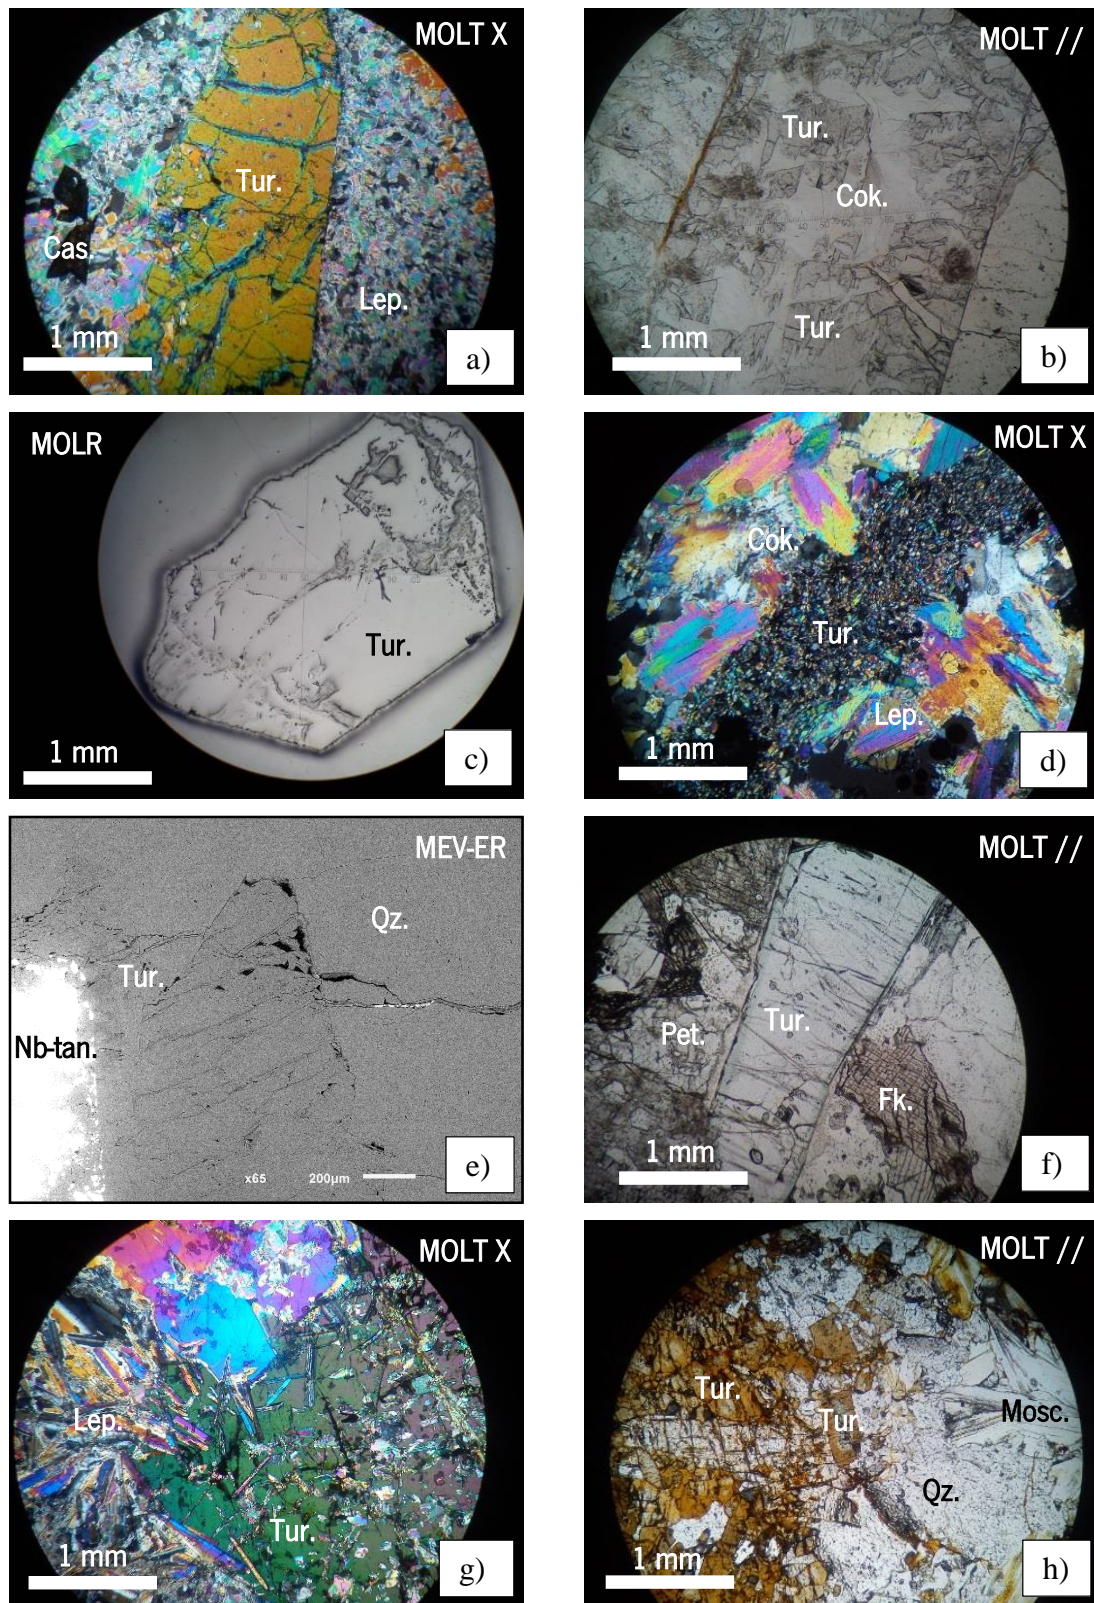 MOLT X
Tur.
Cas.
Lep.
1 mm
a)
MOLT //
Tur.
Cok.
Tur.
1 mm
b)
MOLR
Tur.
1 mm
c)
MOLT X
Cok.
Tur.
Lep.
1 mm
d)
MEV-ER
Qz.
Tur.
Nb-tan.
x65 200µm
e)
MOLT //
Tur.
Pet.
Fk.
1 mm
f)
MOLT X
Lep.
Tur.
1 mm
g)
MOLT //
Tur.
Tur.
Mosc.
Qz.
1 mm
h)